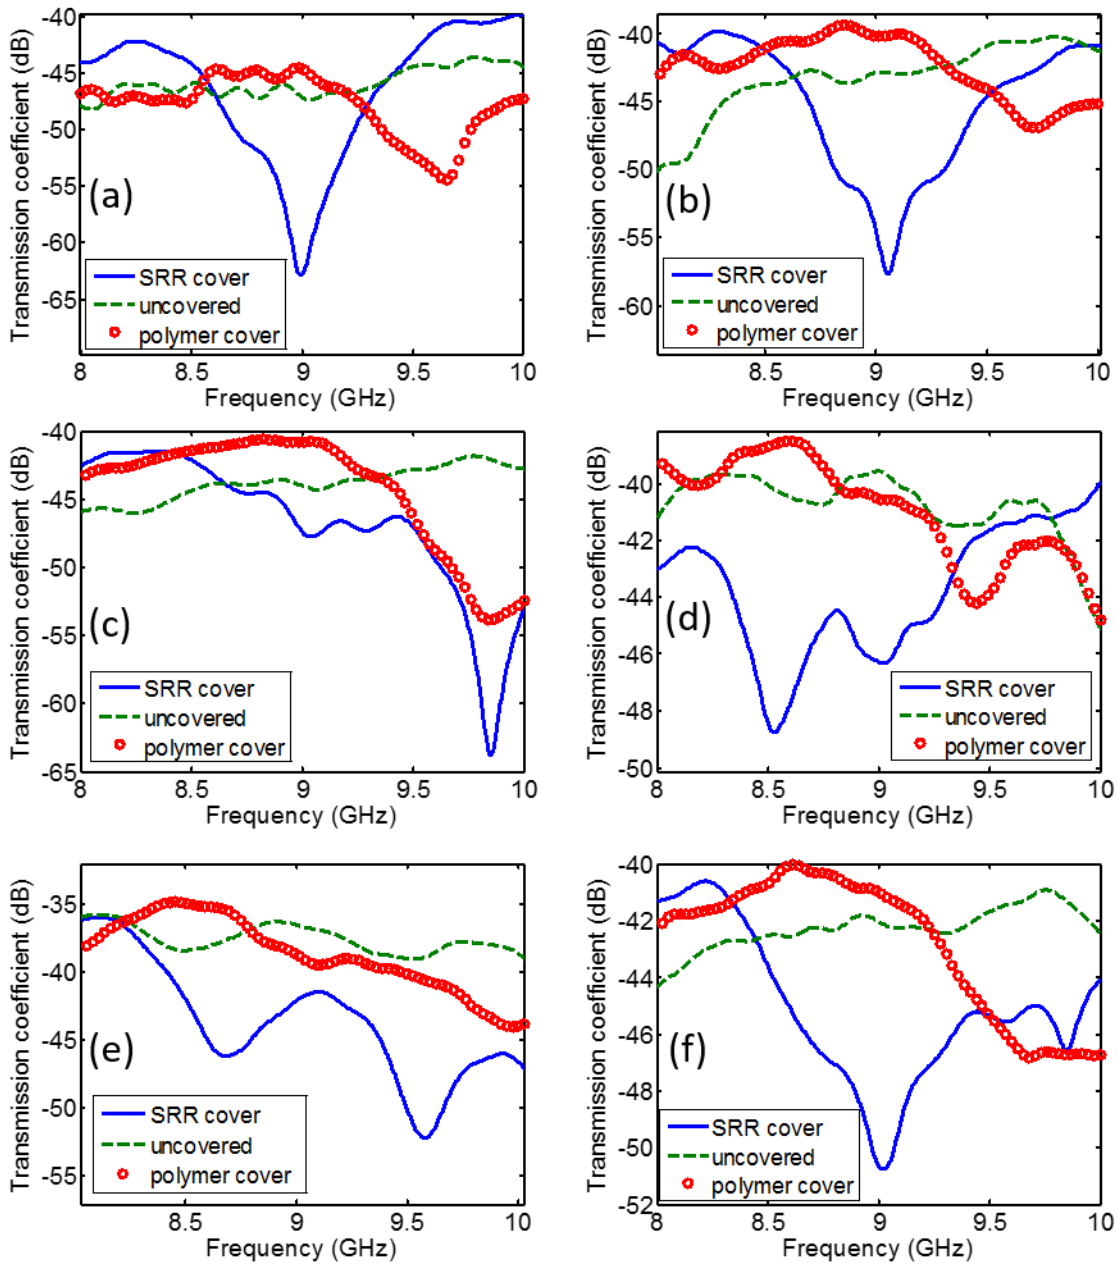 Transmission coefficient (dB)
-40
-45
-50
-55
-60
-65
(a)
SRR cover
uncovered
polymer cover
8
8.5
9
9.5
10
Frequency (GHz)
Transmission coefficient (dB)
-40
-45
-50
-55
-60
(b)
SRR cover
uncovered
polymer cover
8
8.5
9
9.5
10
Frequency (GHz)
Transmission coefficient (dB)
-40
-45
-50
-55
-60
-65
(c)
SRR cover
uncovered
polymer cover
8
8.5
9
9.5
10
Frequency (GHz)
Transmission coefficient (dB)
-40
-42
-44
-46
-48
-50
(d)
SRR cover
uncovered
polymer cover
8
8.5
9
9.5
10
Frequency (GHz)
Transmission coefficient (dB)
-35
-40
-45
-50
-55
(e)
SRR cover
uncovered
polymer cover
8.5
9
9.5
10
Frequency (GHz)
Transmission coefficient (dB)
-40
-42
-44
-46
-48
-50
-52
(f)
SRR cover
uncovered
polymer cover
8
8.5
9
9.5
10
Frequency (GHz)